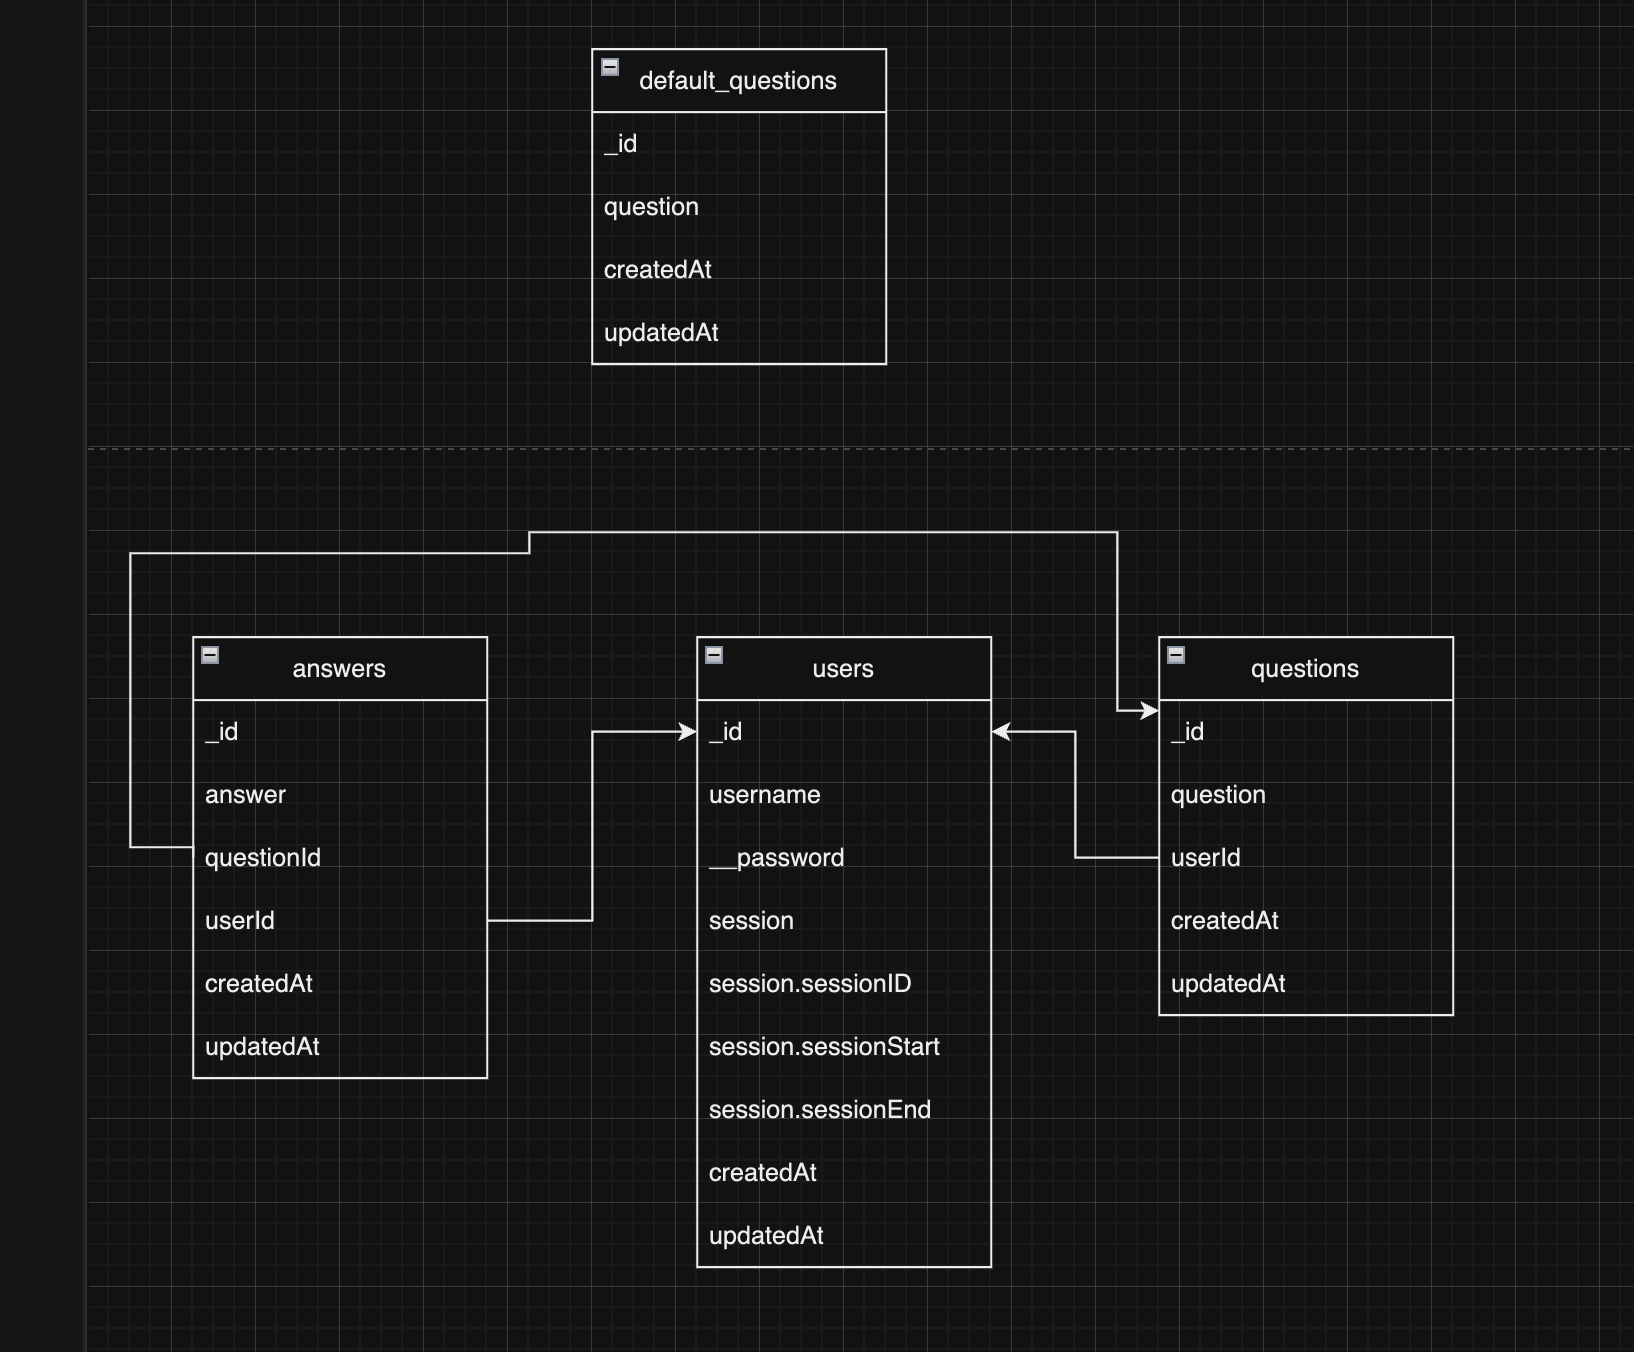 default_questions
_id
question
createdAt
updatedAt
answers
_id
answer
questionId
userId
createdAt
updatedAt
users
_id
username
__password
session
session.sessionID
session.sessionStart
session.sessionEnd
createdAt
updatedAt
questions
_id
question
userId
createdAt
updatedAt